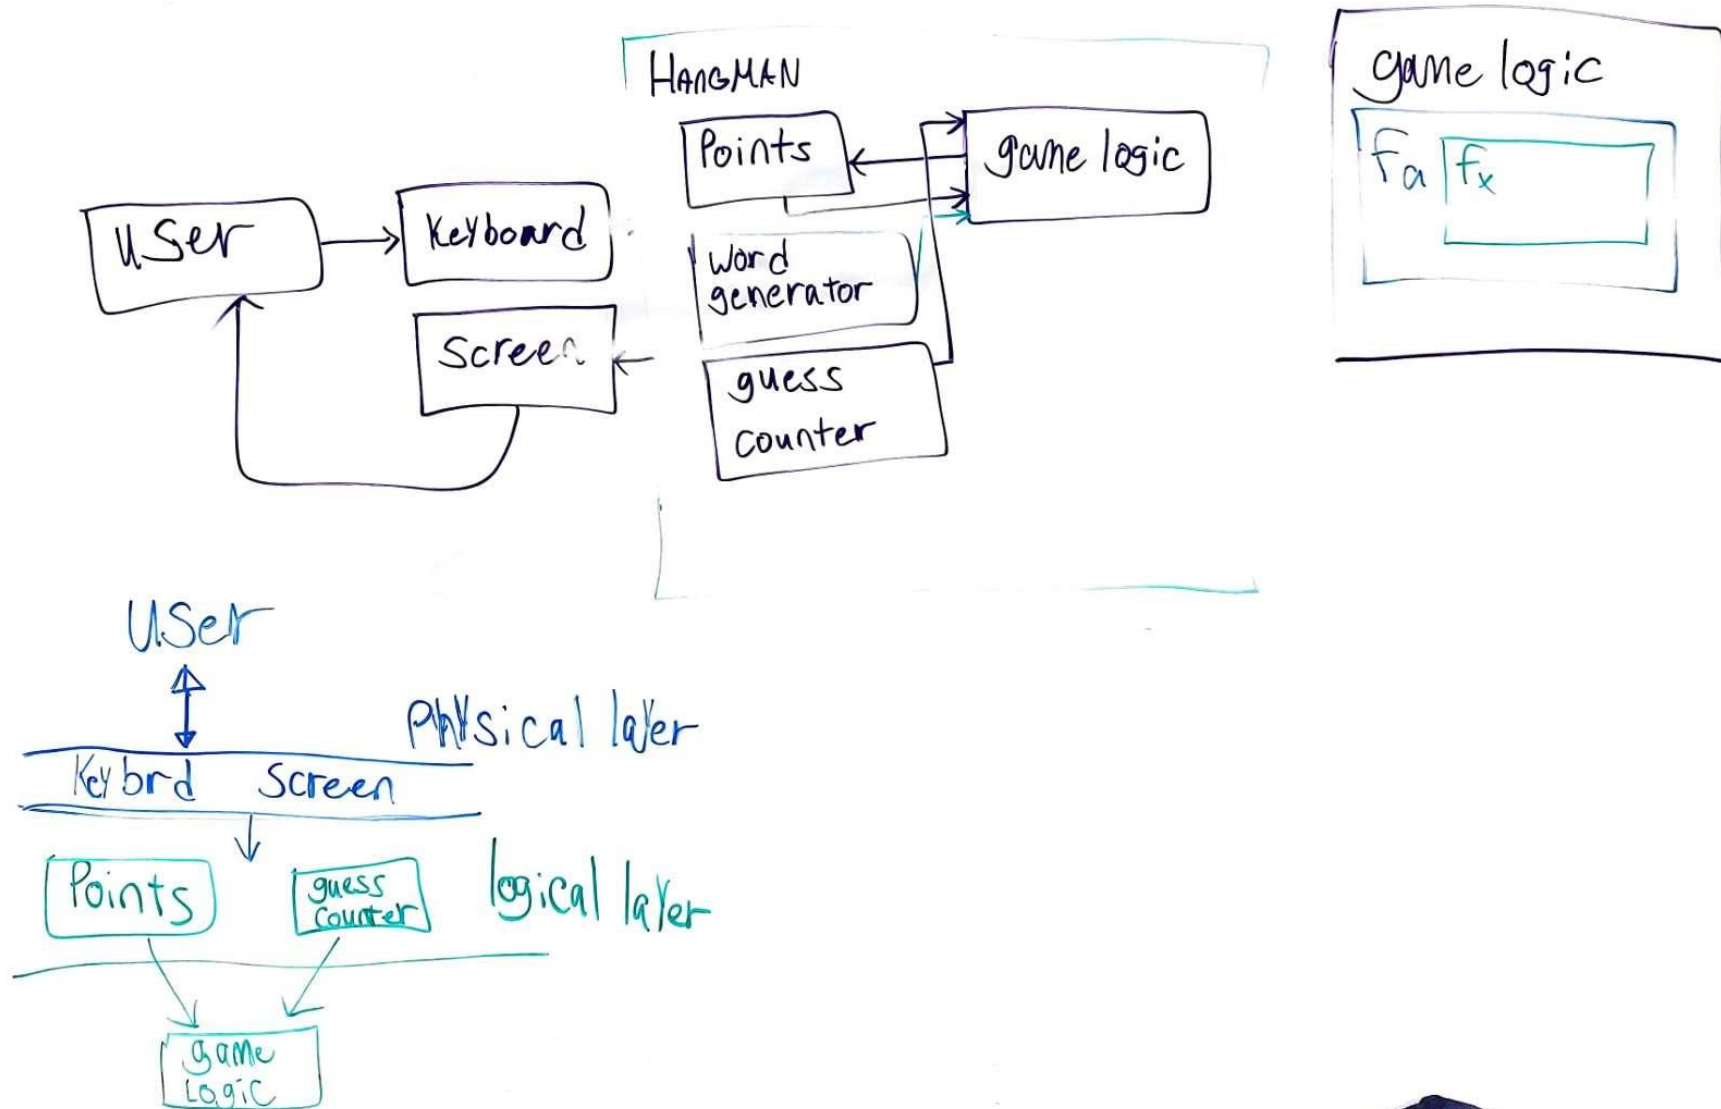 HANGMAN
Points
game logic
user
Keyboard
word
generator
Screen
guess
counter
game logic
fa
fx
User
Physical layer
Keybrd Screen
Points
guess
counter
logical layer
game
Logic